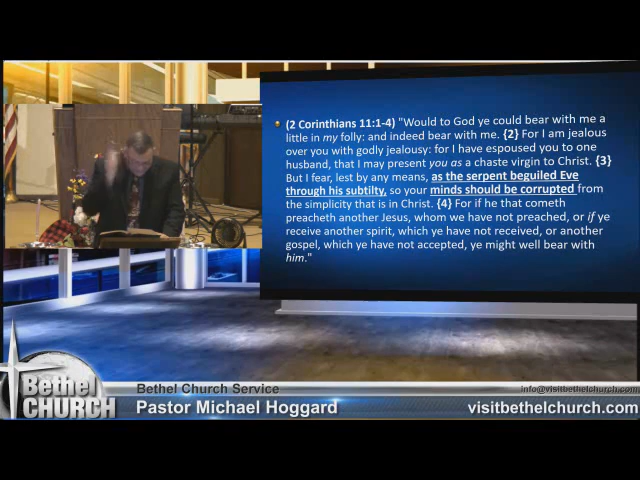 (2 Corinthians 11:1-4) "Would to God ye could bear with me a
little in my folly: and indeed bear with me. {2} For I am jealous
over you with godly jealousy: for I have espoused you to one
husband, that I may present you as a chaste virgin to Christ. {3}
But I fear, lest by any means, as the serpent beguiled Eve
through his subtilty, so your minds should be corrupted from
the simplicity that is in Christ. {4} For if he that cometh
preacheth another Jesus, whom we have not preached, or if ye
receive another spirit, which ye have not received, or another
gospel, which ye have not accepted, ye might well bear with
him."
Bethel
CHURCH
Bethel Church Service
Pastor Michael Hoggard
info@visitbethelchurch.com
visitbethelchurch.com